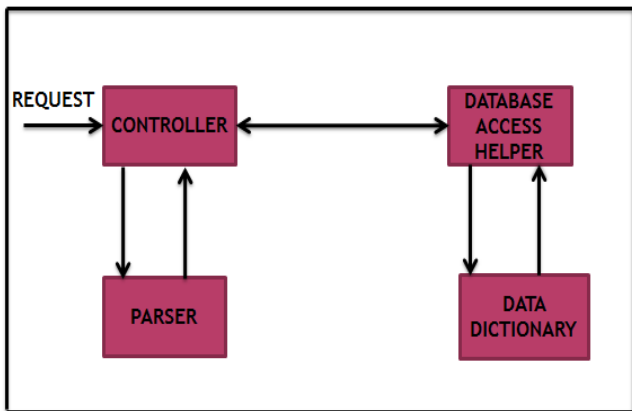 REQUEST
CONTROLLER
DATABASE
ACCESS
HELPER
PARSER
DATA
DICTIONARY